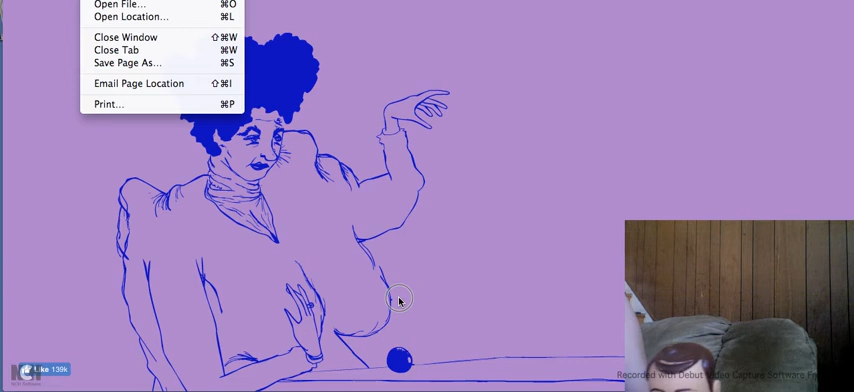 Open File... ⌘O
Open Location... ⌘L
Close Window ⇧⌘W
Close Tab ⌘W
Save Page As... ⌘S
Email Page Location ⇧⌘I
Print... ⌘P
Like 139k
Recorded with Debut Video Capture Software